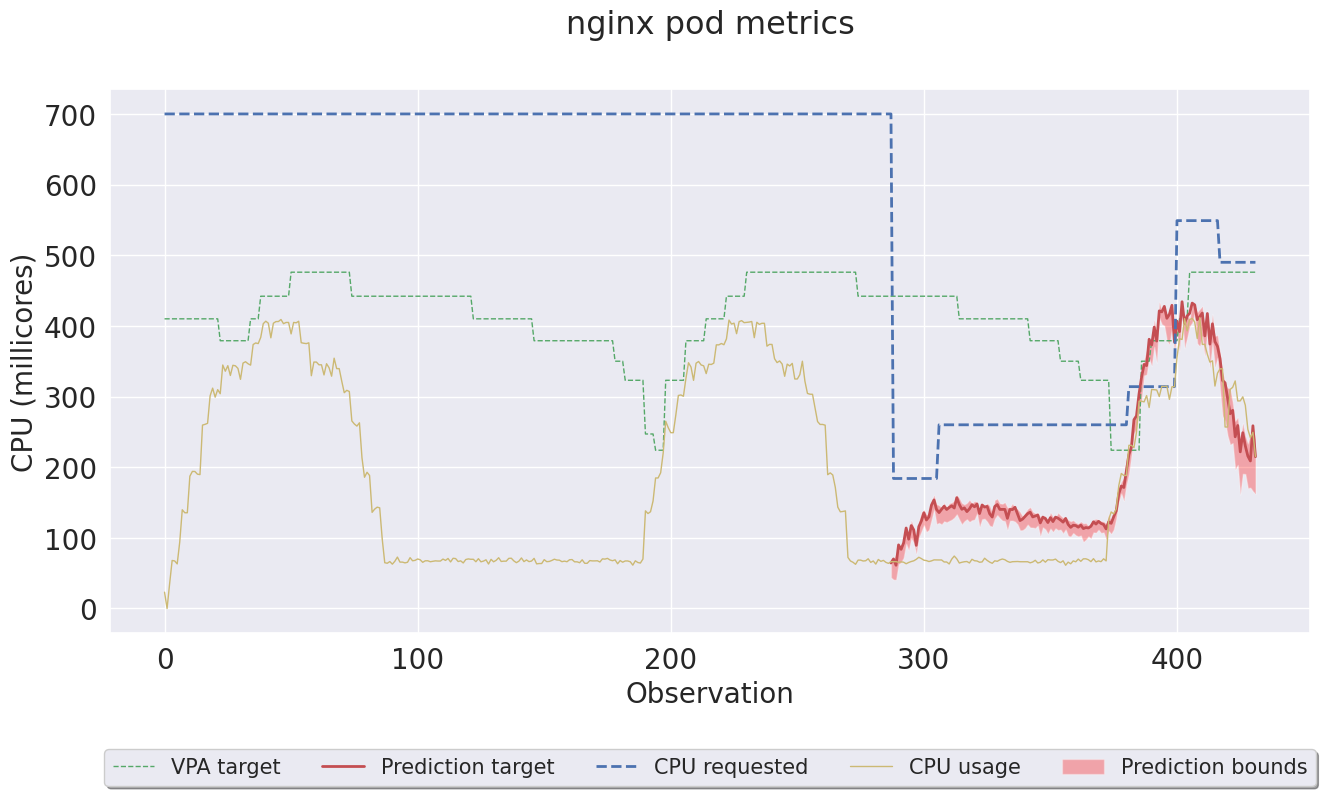 nginx pod metrics
CPU (millicores)
700
600
500
400
300
200
100
0
0 100 200 300 400
Observation
VPA target Prediction target CPU requested CPU usage Prediction bounds